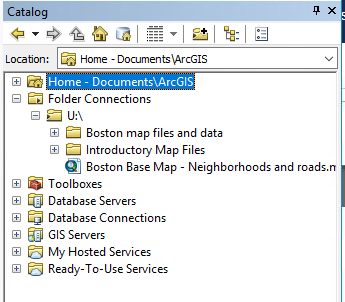 Catalog
Location: Home - Documents\ArcGIS
Home - Documents\ArcGIS
Folder Connections
U:\
Boston map files and data
Introductory Map Files
Boston Base Map - Neighborhoods and roads.m
Toolboxes
Database Servers
Database Connections
GIS Servers
My Hosted Services
Ready-To-Use Services